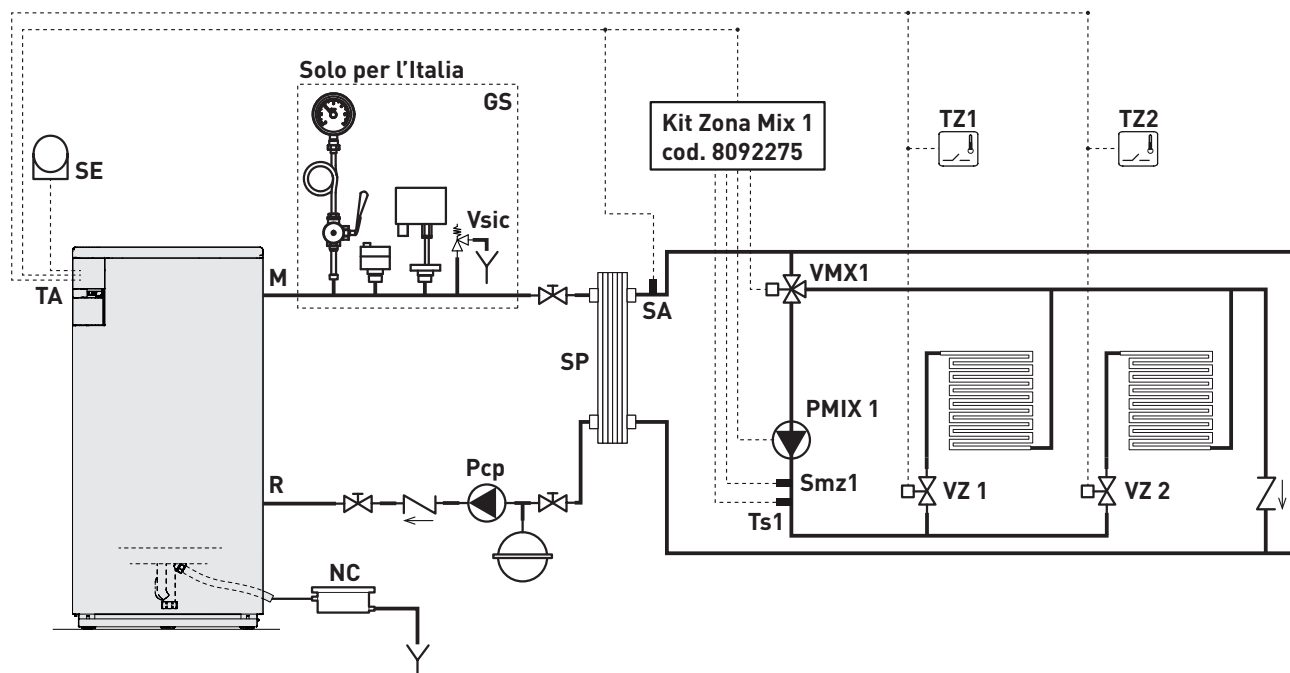 Solo per l'Italia
GS
Kit Zona Mix 1
cod. 8092275
TZ1
TZ2
SE
Vsic
M
TA
SA
VMX1
SP
PMIX 1
R
Pcp
Smz1
Ts1
VZ 1
VZ 2
NC